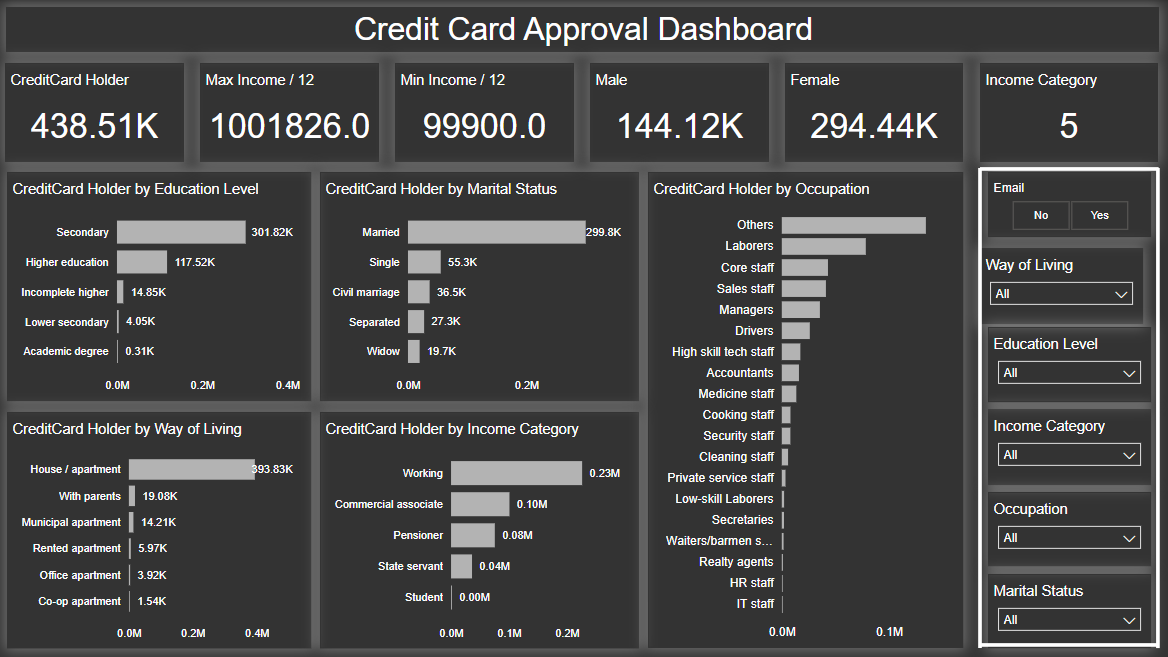 Credit Card Approval Dashboard
CreditCard Holder
438.51K
Max Income / 12
1001826.0
Min Income / 12
99900.0
Male
144.12K
Female
294.44K
Income Category
5
CreditCard Holder by Education Level
Secondary 301.82K
Higher education 117.52K
Incomplete higher 14.85K
Lower secondary 4.05K
Academic degree 0.31K
0.0M 0.2M 0.4M
CreditCard Holder by Marital Status
Married 299.8K
Single 55.3K
Civil marriage 36.5K
Separated 27.3K
Widow 19.7K
0.0M 0.2M
CreditCard Holder by Way of Living
House / apartment 393.83K
With parents 19.08K
Municipal apartment 14.21K
Rented apartment 5.97K
Office apartment 3.92K
Co-op apartment 1.54K
0.0M 0.2M 0.4M
CreditCard Holder by Income Category
Working 0.23M
Commercial associate 0.10M
Pensioner 0.08M
State servant 0.04M
Student 0.00M
0.0M 0.1M 0.2M
CreditCard Holder by Occupation
Others
Laborers
Core staff
Sales staff
Managers
Drivers
High skill tech staff
Accountants
Medicine staff
Cooking staff
Security staff
Cleaning staff
Private service staff
Low-skill Laborers
Secretaries
Waiters/barmen s...
Realty agents
HR staff
IT staff
0.0M 0.1M
Email
No Yes
Way of Living
All
Education Level
All
Income Category
All
Occupation
All
Marital Status
All